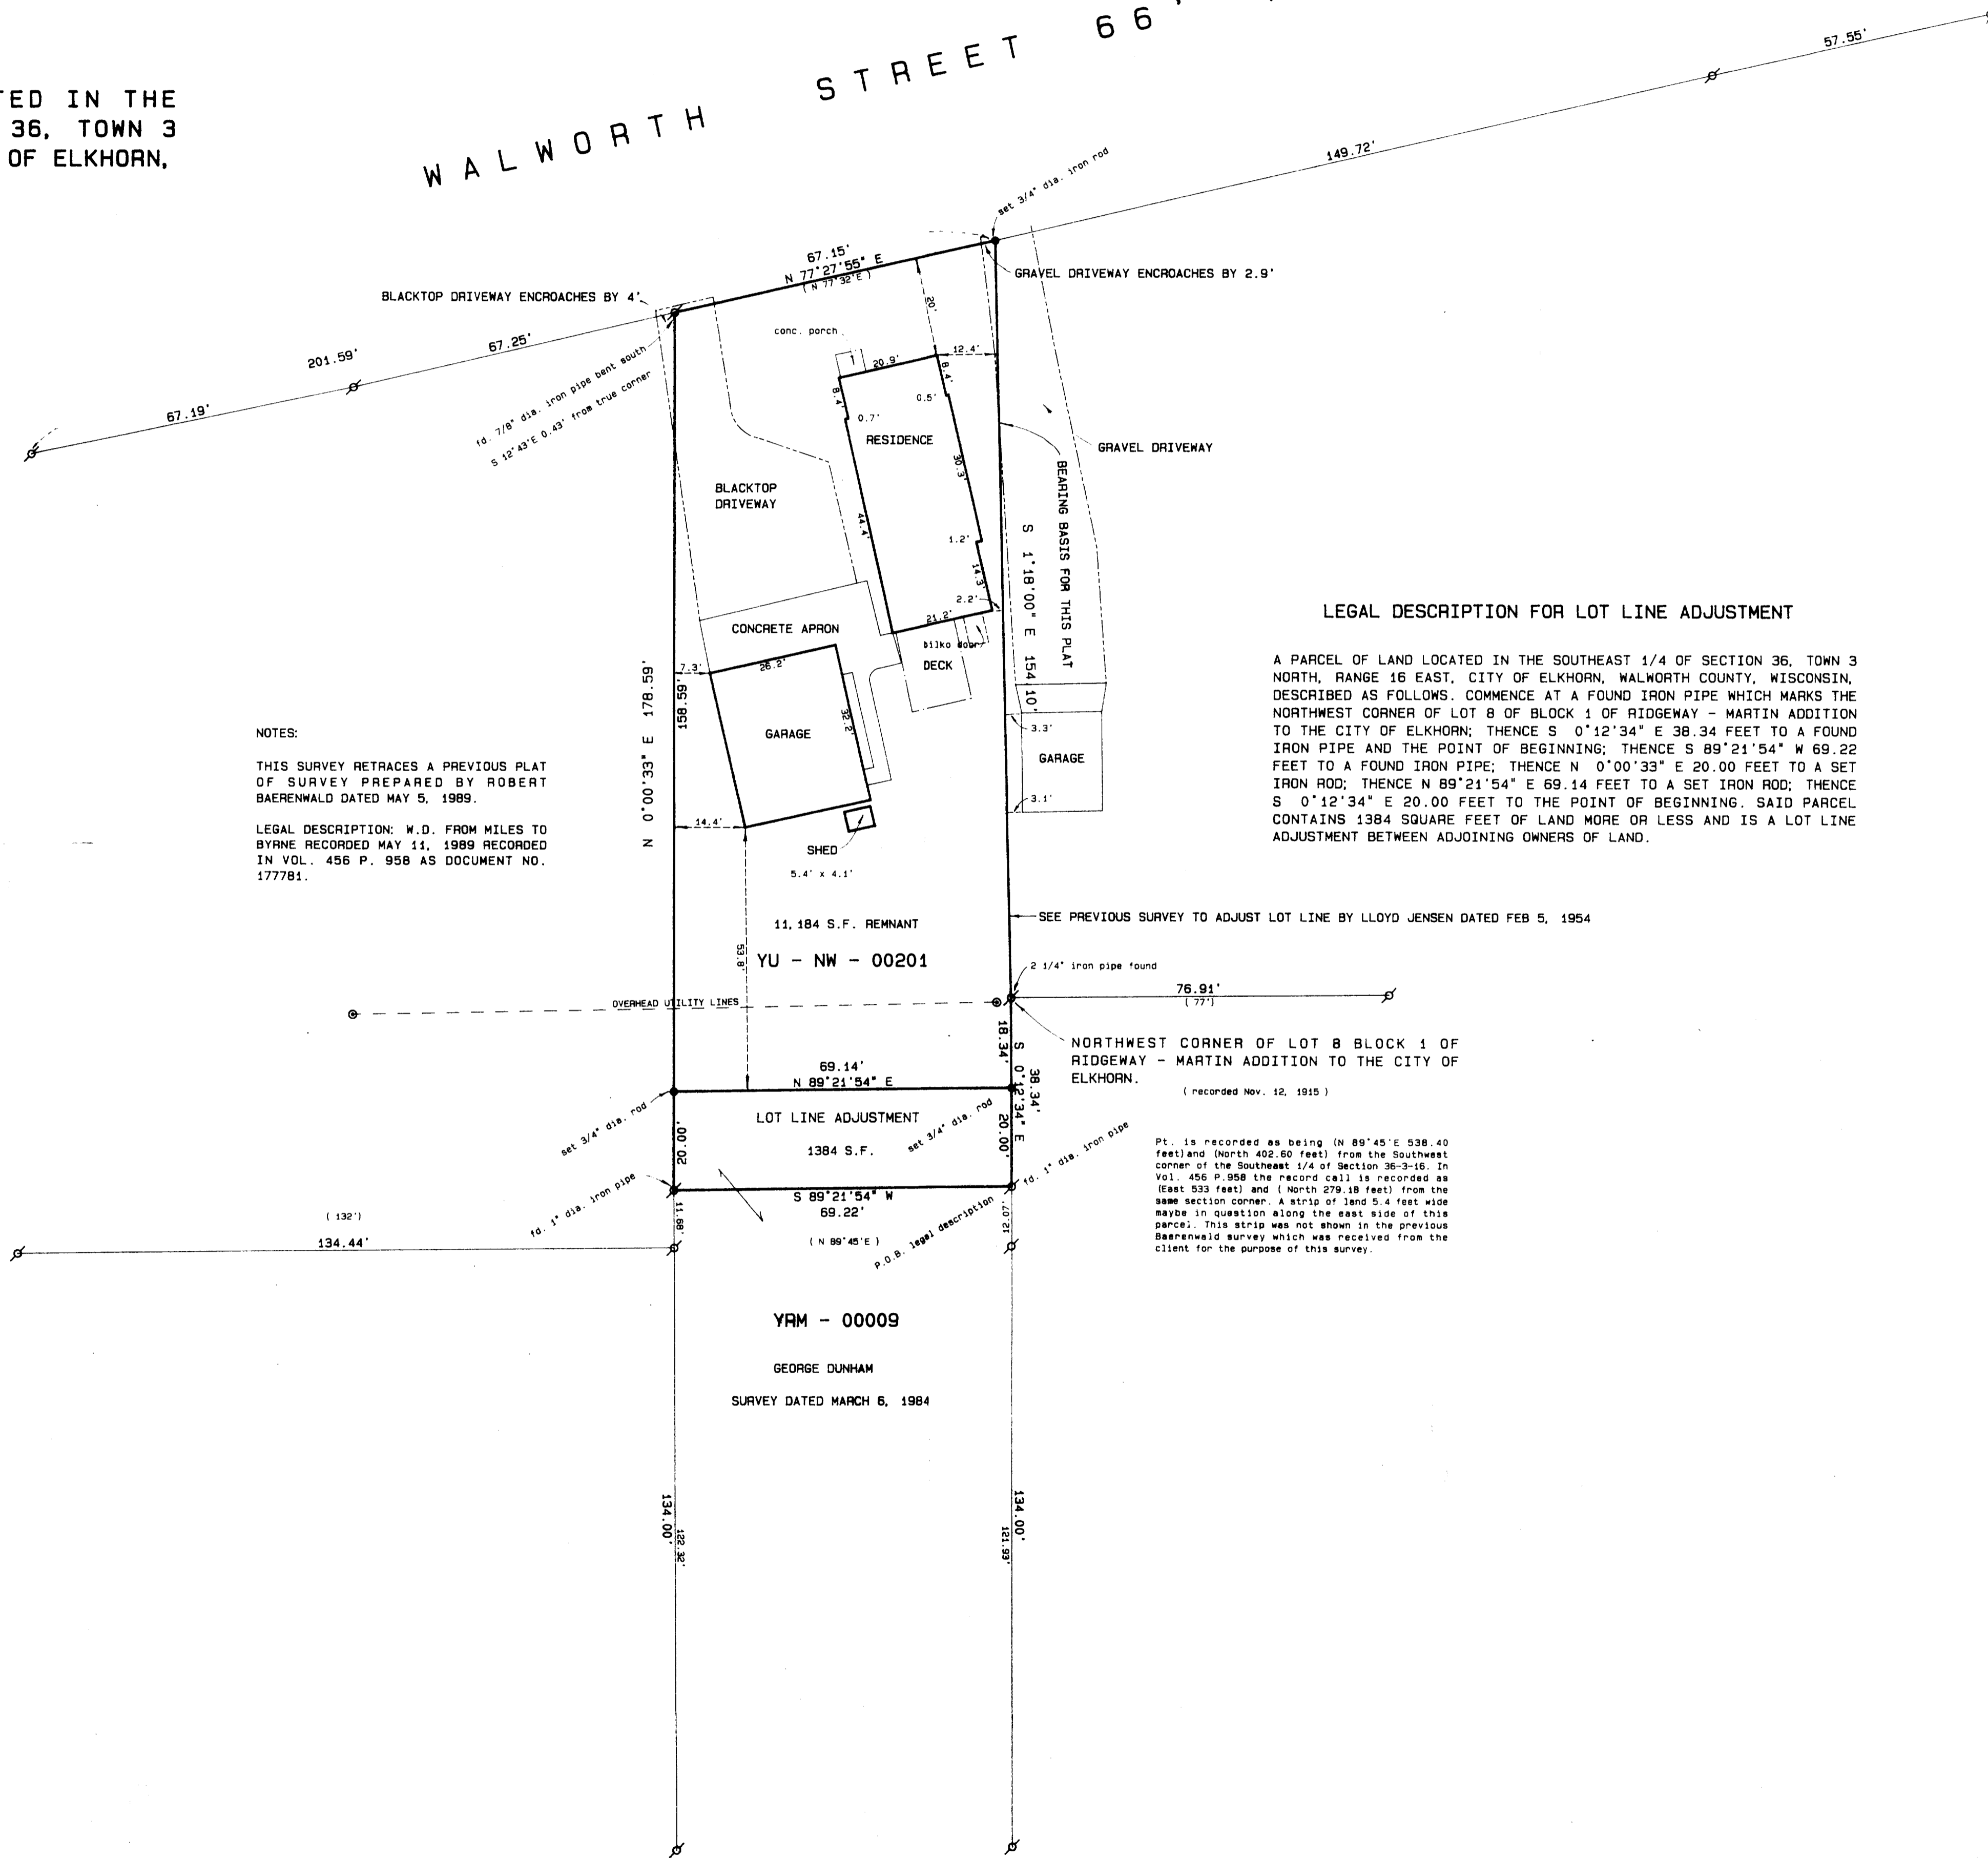 TED IN THE
36, TOWN 3
OF ELKHORN,
WALWORTH STREET 66'
57.55'
149.72'
set 3/4" dia. iron rod
67.15'
N 77°27'55" E
( N 77°32'E )
GRAVEL DRIVEWAY ENCROACHES BY 2.9'
BLACKTOP DRIVEWAY ENCROACHES BY 4'
201.59'
67.25'
67.19'
fd. 7/8" dia. iron pipe bent south
S 12°43'E 0.43' from true corner
conc. porch
20'
20.9'
12.4'
8.4'
8.4'
0.5'
0.7'
RESIDENCE
30.3'
44.4'
1.2'
14.3'
2.2'
21.2'
GRAVEL DRIVEWAY
BEARING BASIS FOR THIS PLAT
S 1°18'00" E 154.10'
BLACKTOP
DRIVEWAY
CONCRETE APRON
bilko door
DECK
7.3'
26.2'
32.2'
GARAGE
14.4'
SHED
5.4' x 4.1'
3.3'
GARAGE
3.1'
N 0°00'33" E 178.59'
158.59'
NOTES:
THIS SURVEY RETRACES A PREVIOUS PLAT
OF SURVEY PREPARED BY ROBERT
BAERENWALD DATED MAY 5, 1989.
LEGAL DESCRIPTION: W.D. FROM MILES TO
BYRNE RECORDED MAY 11, 1989 RECORDED
IN VOL. 456 P. 958 AS DOCUMENT NO.
177781.
LEGAL DESCRIPTION FOR LOT LINE ADJUSTMENT
A PARCEL OF LAND LOCATED IN THE SOUTHEAST 1/4 OF SECTION 36, TOWN 3
NORTH, RANGE 16 EAST, CITY OF ELKHORN, WALWORTH COUNTY, WISCONSIN,
DESCRIBED AS FOLLOWS. COMMENCE AT A FOUND IRON PIPE WHICH MARKS THE
NORTHWEST CORNER OF LOT 8 OF BLOCK 1 OF RIDGEWAY - MARTIN ADDITION
TO THE CITY OF ELKHORN; THENCE S 0°12'34" E 38.34 FEET TO A FOUND
IRON PIPE AND THE POINT OF BEGINNING; THENCE S 89°21'54" W 69.22
FEET TO A FOUND IRON PIPE; THENCE N 0°00'33" E 20.00 FEET TO A SET
IRON ROD; THENCE N 89°21'54" E 69.14 FEET TO A SET IRON ROD; THENCE
S 0°12'34" E 20.00 FEET TO THE POINT OF BEGINNING. SAID PARCEL
CONTAINS 1384 SQUARE FEET OF LAND MORE OR LESS AND IS A LOT LINE
ADJUSTMENT BETWEEN ADJOINING OWNERS OF LAND.
11,184 S.F. REMNANT
53.8'
YU - NW - 00201
SEE PREVIOUS SURVEY TO ADJUST LOT LINE BY LLOYD JENSEN DATED FEB 5, 1954
2 1/4" iron pipe found
OVERHEAD UTILITY LINES
76.91'
( 77')
18.34'
S 0°12'34" E
38.34'
20.00'
NORTHWEST CORNER OF LOT 8 BLOCK 1 OF
RIDGEWAY - MARTIN ADDITION TO THE CITY OF
ELKHORN.
( recorded Nov. 12, 1915 )
69.14'
N 89°21'54" E
set 3/4" dia. rod
LOT LINE ADJUSTMENT
1384 S.F.
set 3/4" dia. rod
20.00'
fd. 1" dia. iron pipe
fd. 1" dia. iron pipe
S 89°21'54" W
69.22'
( N 89°45'E )
P.O.B. legal description
11.68'
12.07'
( 132')
134.44'
Pt. is recorded as being (N 89°45'E 538.40
feet)and (North 402.60 feet) from the Southwest
corner of the Southeast 1/4 of Section 36-3-16. In
Vol. 456 P.958 the record call is recorded as
(East 533 feet) and ( North 279.18 feet) from the
same section corner. A strip of land 5.4 feet wide
maybe in question along the east side of this
parcel. This strip was not shown in the previous
Baerenwald survey which was received from the
client for the purpose of this survey.
YRM - 00009
GEORGE DUNHAM
SURVEY DATED MARCH 6, 1984
134.00'
122.32'
134.00'
121.93'